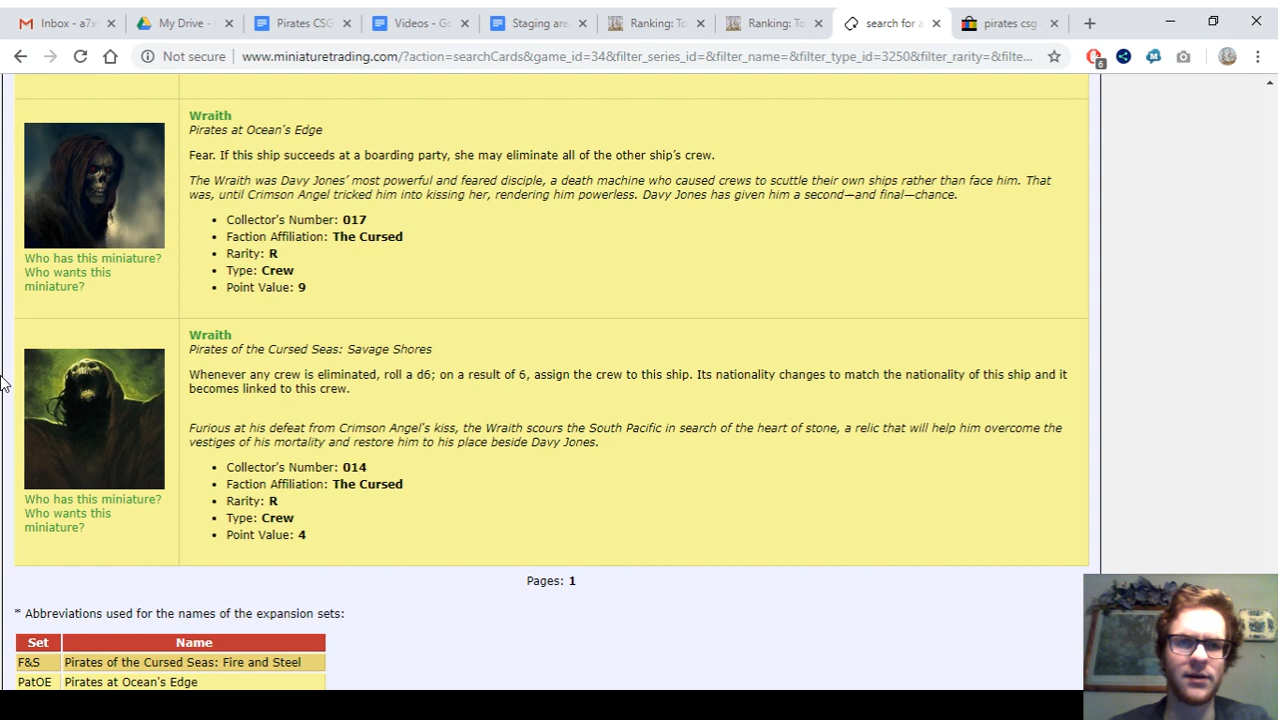 Inbox - a7x
My Drive -
Pirates CSG
Videos - Go
Staging are
Ranking: To
Ranking: To
search for a
pirates csg
Not secure
www.miniaturetrading.com/?action=searchCards&game_id=34&filter_series_id=&filter_name=&filter_type_id=3250&filter_rarity=&filte...
6
Wraith
Pirates at Ocean's Edge
Fear. If this ship succeeds at a boarding party, she may eliminate all of the other ship's crew.
The Wraith was Davy Jones' most powerful and feared disciple, a death machine who caused crews to scuttle their own ships rather than face him. That
was, until Crimson Angel tricked him into kissing her, rendering him powerless. Davy Jones has given him a second—and final—chance.
Collector's Number: 017
Faction Affiliation: The Cursed
Rarity: R
Type: Crew
Point Value: 9
Who has this miniature?
Who wants this
miniature?
Wraith
Pirates of the Cursed Seas: Savage Shores
Whenever any crew is eliminated, roll a d6; on a result of 6, assign the crew to this ship. Its nationality changes to match the nationality of this ship and it
becomes linked to this crew.
Furious at his defeat from Crimson Angel's kiss, the Wraith scours the South Pacific in search of the heart of stone, a relic that will help him overcome the
vestiges of his mortality and restore him to his place beside Davy Jones.
Collector's Number: 014
Faction Affiliation: The Cursed
Rarity: R
Type: Crew
Point Value: 4
Who has this miniature?
Who wants this
miniature?
Pages: 1
* Abbreviations used for the names of the expansion sets:
Set Name
F&S Pirates of the Cursed Seas: Fire and Steel
PatOE Pirates at Ocean's Edge